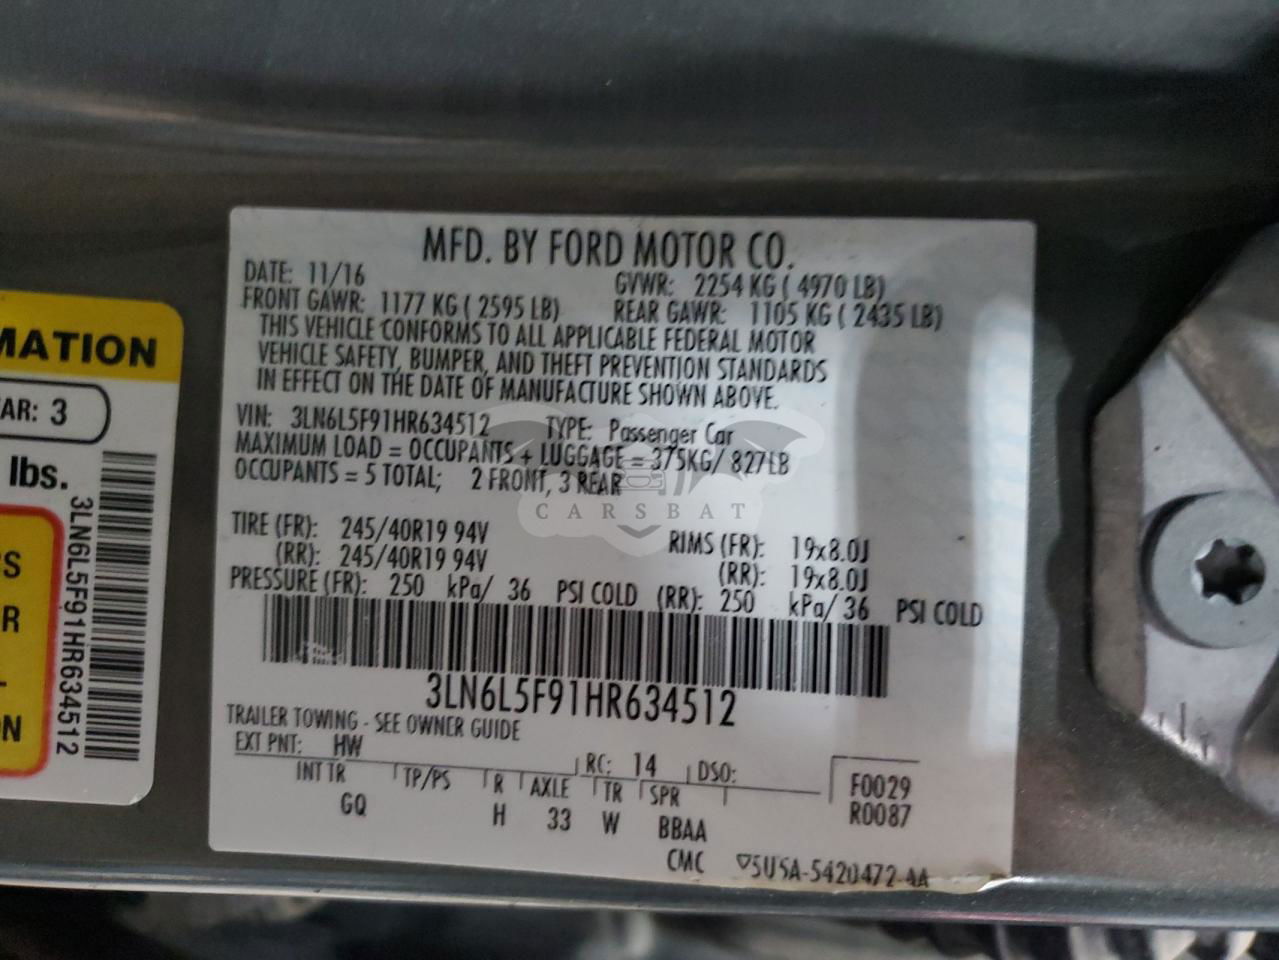 MFD. BY FORD MOTOR CO.
DATE: 11/16 GVWR: 2254 KG ( 4970 LB)
FRONT GAWR: 1177 KG ( 2595 LB) REAR GAWR: 1105 KG ( 2435 LB)
THIS VEHICLE CONFORMS TO ALL APPLICABLE FEDERAL MOTOR
VEHICLE SAFETY, BUMPER, AND THEFT PREVENTION STANDARDS
IN EFFECT ON THE DATE OF MANUFACTURE SHOWN ABOVE.
VIN: 3LN6L5F91HR634512 TYPE: Passenger Car
MAXIMUM LOAD = OCCUPANTS + LUGGAGE = 375KG/ 827LB
OCCUPANTS = 5 TOTAL; 2 FRONT, 3 REAR
CARSBAT
TIRE (FR): 245/40R19 94V RIMS (FR): 19x8.0J
(RR): 245/40R19 94V (RR): 19x8.0J
PRESSURE (FR): 250 kPa/ 36 PSI COLD (RR): 250 kPa/ 36 PSI COLD
3LN6L5F91HR634512
TRAILER TOWING - SEE OWNER GUIDE
EXT PNT: HW RC: 14 DSO:
INT TR TP/PS R AXLE TR SPR F0029
GQ H 33 W BBAA R0087
CMC ▽5U5A-5420472-AA
MATION
AR: 3
lbs.
3LN6L5F91HR634512
S
R
N